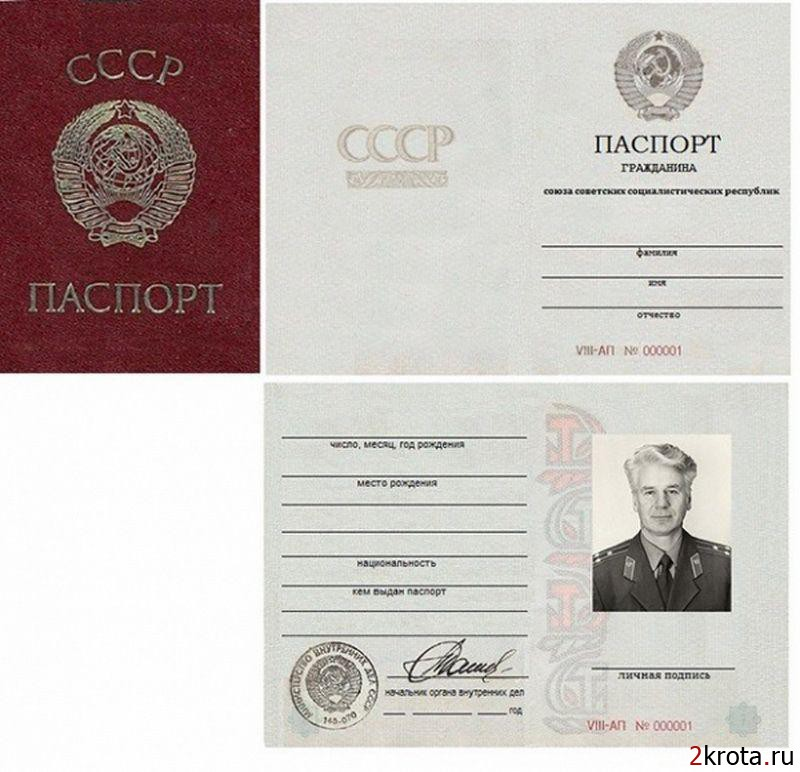 СССР
ПАСПОРТ
СССР
ПАСПОРТ
ГРАЖДАНИНА
союза советских социалистических республик
фамилия
имя
отчество
VIII-АП № 000001
число, месяц, год рождения
место рождения
национальность
кем выдан паспорт
МИНИСТЕРСТВО ВНУТРЕННИХ ДЕЛ СССР
начальник органа внутренних дел
год
личная подпись
VIII-АП № 000001
2krota.ru